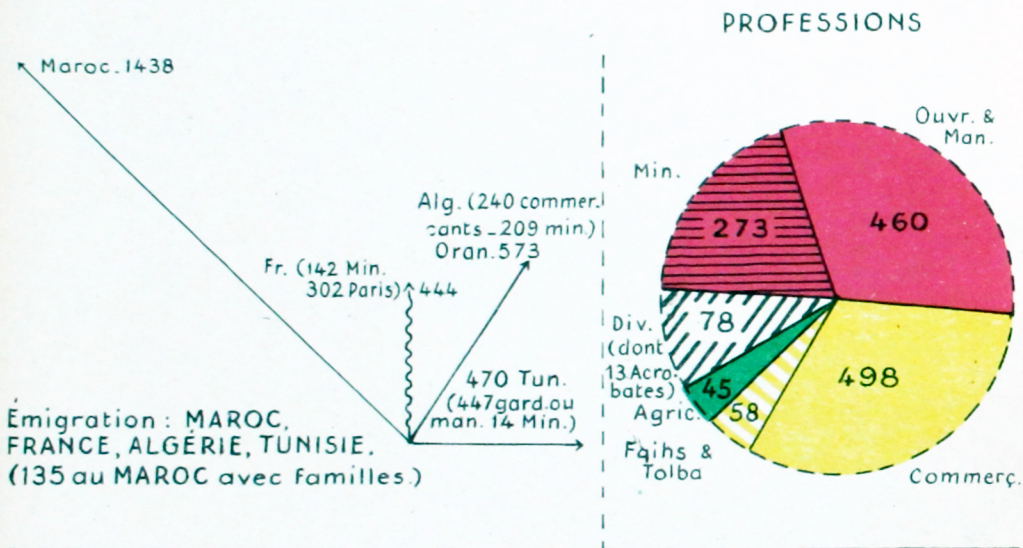 PROFESSIONS
Maroc. 1438
Alg. (240 commer.
çants - 209 min.)
Oran. 573
Fr. (142 Min.
302 Paris)
444
470 Tun.
(447 gard. ou
man. 14 Min.)
Émigration : MAROC,
FRANCE, ALGÉRIE, TUNISIE.
(135 au MAROC avec familles.)
Ouvr. &
Man.
Min.
273
460
Div.
(dont
13 Acro.
bates)
78
45
Agric.
58
498
Fqihs &
Tolba
Commerç.